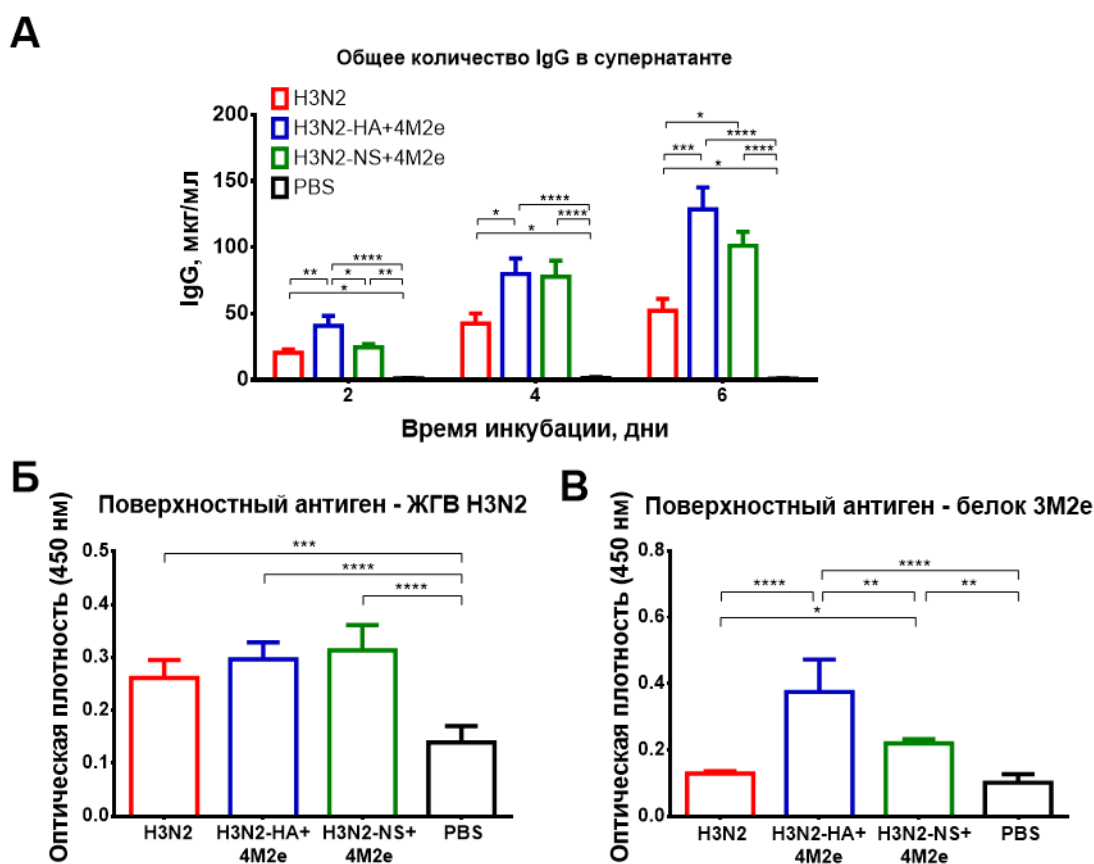 А
Общее количество IgG в супернатанте
H3N2
H3N2-HA+4M2e
H3N2-NS+4M2e
PBS
IgG, мкг/мл
200
150
100
50
0
* **** *** **** *
**** * **** *
**** ** * ** *
2 4 6
Время инкубации, дни
Б
Поверхностный антиген - ЖГВ H3N2
Оптическая плотность (450 нм)
0.5
0.4
0.3
0.2
0.1
0.0
***
****
****
H3N2 H3N2-HA+ H3N2-NS+ PBS
4M2e 4M2e
В
Поверхностный антиген - белок 3M2e
Оптическая плотность (450 нм)
0.8
0.6
0.4
0.2
0.0
****
**** ** **
*
H3N2 H3N2-HA+ H3N2-NS+ PBS
4M2e 4M2e